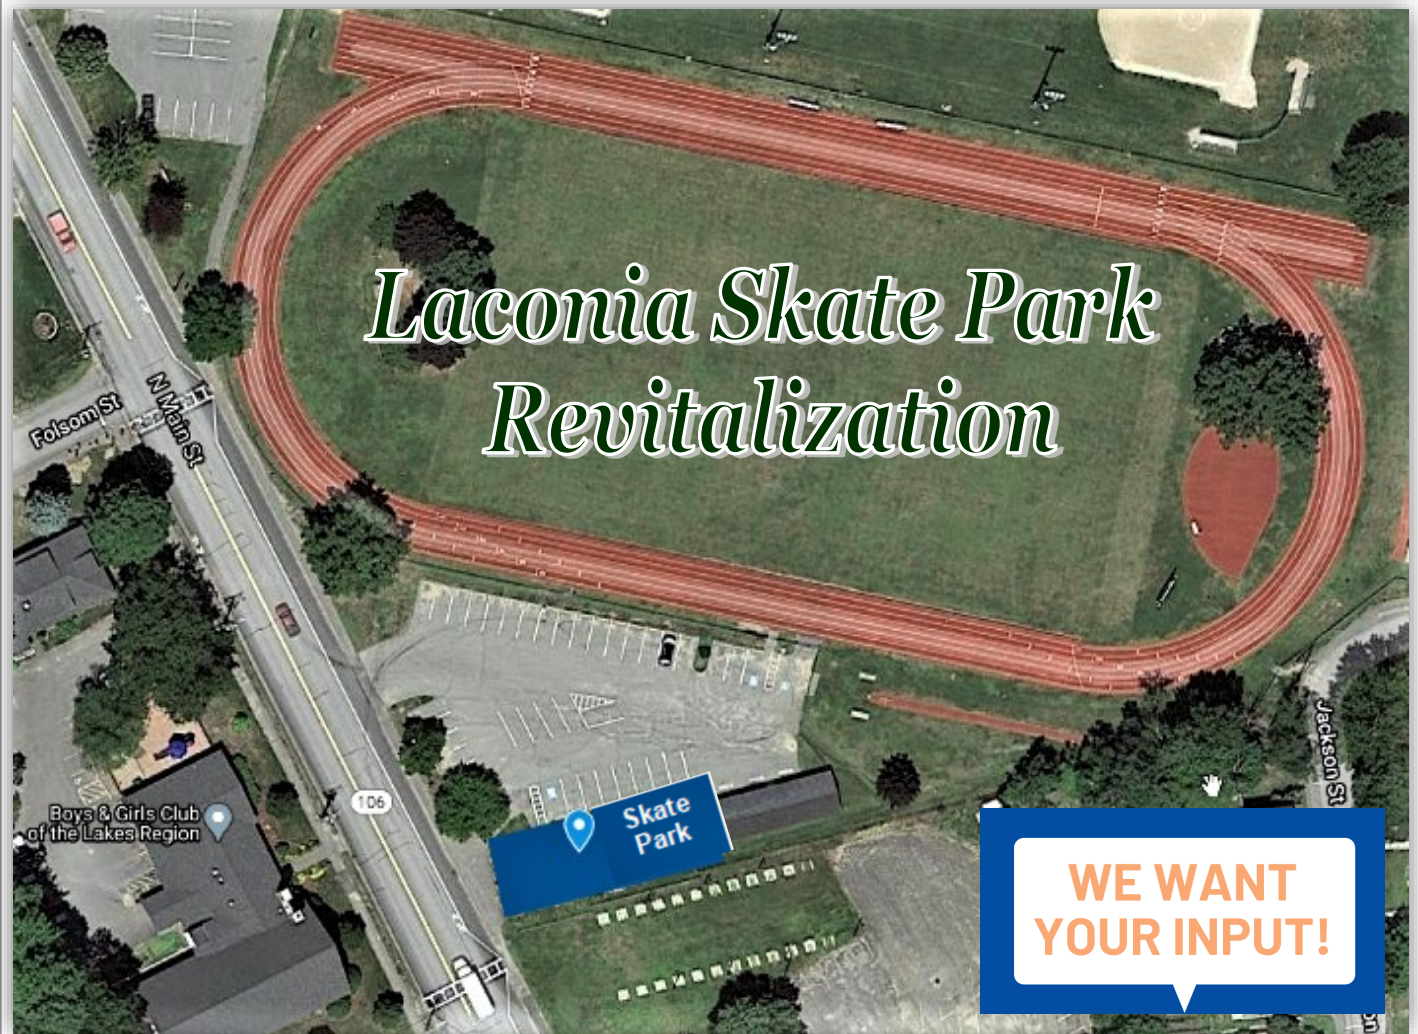 Laconia Skate Park
Revitalization
Folsom St
N Main St
106
Boys & Girls Club
of the Lakes Region
Skate
Park
Jackson St
WE WANT
YOUR INPUT!